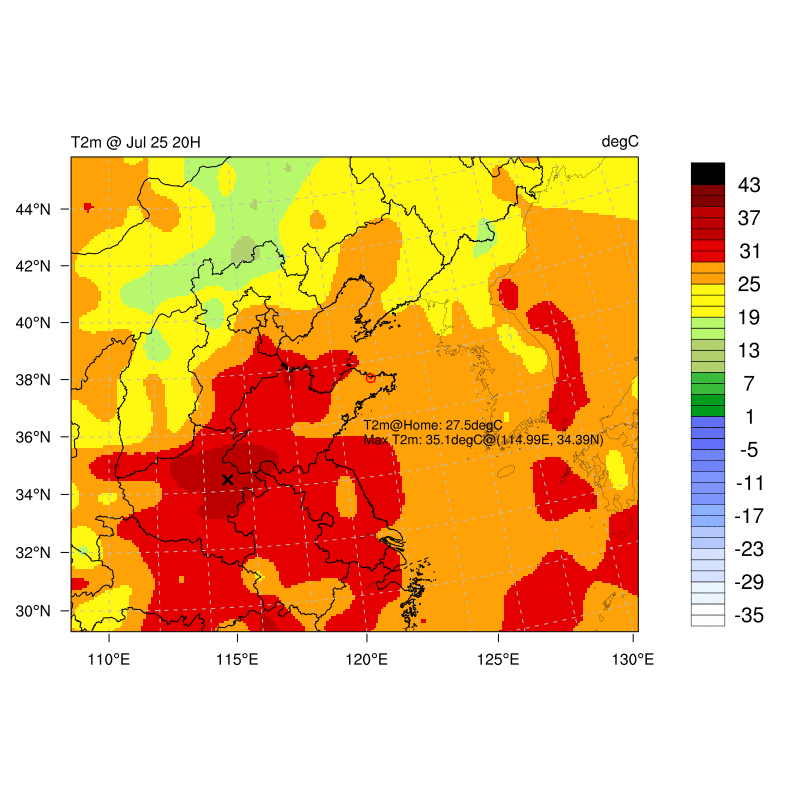 T2m @ Jul 25 20H
degC
44°N
42°N
40°N
38°N
36°N
34°N
32°N
30°N
110°E
115°E
120°E
125°E
130°E
T2m@Home: 27.5degC
Max T2m: 35.1degC@(114.99E, 34.39N)
43
37
31
25
19
13
7
1
-5
-11
-17
-23
-29
-35